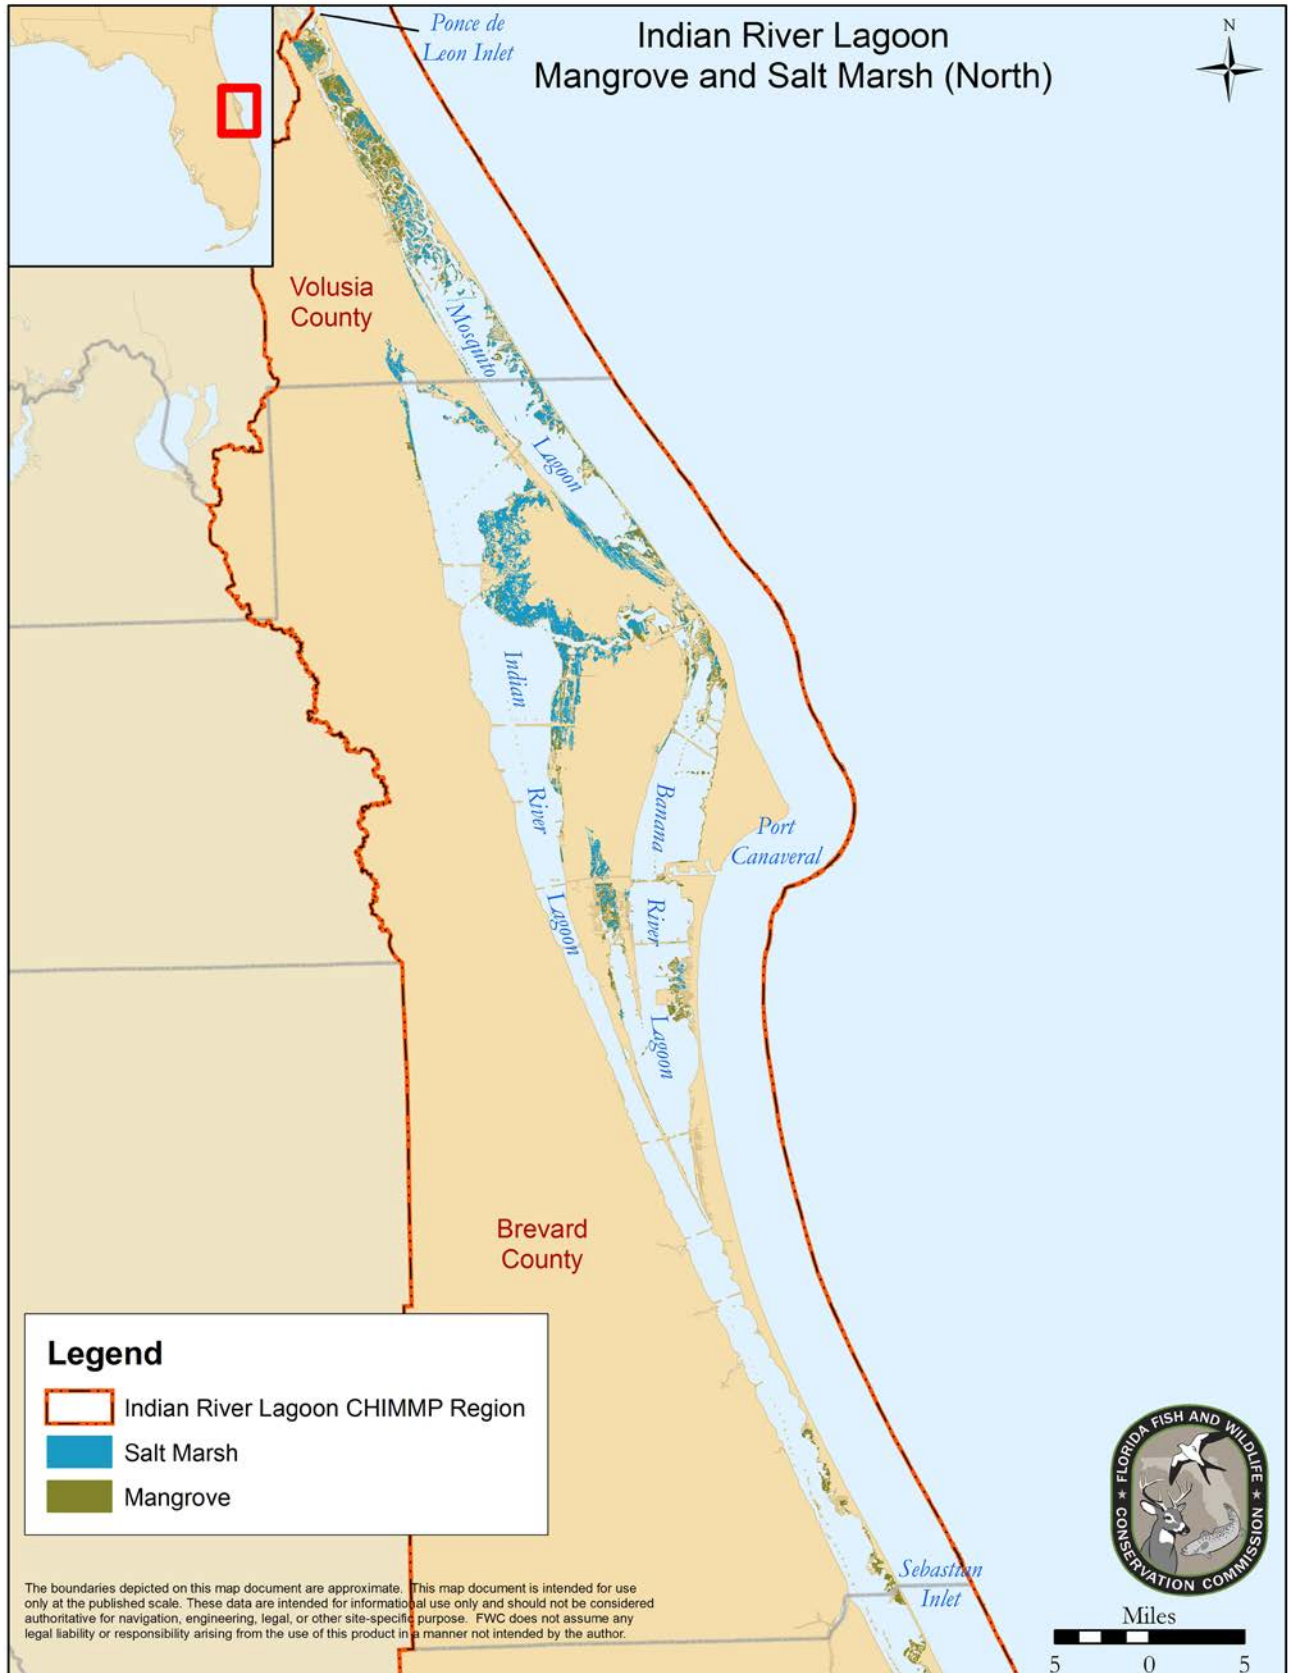 Ponce de
Leon Inlet
Indian River Lagoon
Mangrove and Salt Marsh (North)
N
Volusia
County
Mosquito
Lagoon
Indian
River
Lagoon
Banana
River
Lagoon
Port
Canaveral
Brevard
County
Legend
Indian River Lagoon CHIMMP Region
Salt Marsh
Mangrove
FLORIDA FISH AND WILDLIFE
CONSERVATION COMMISSION
Sebastian
Inlet
The boundaries depicted on this map document are approximate. This map document is intended for use
only at the published scale. These data are intended for informational use only and should not be considered
authoritative for navigation, engineering, legal, or other site-specific purpose. FWC does not assume any
legal liability or responsibility arising from the use of this product in a manner not intended by the author.
Miles
5 0 5